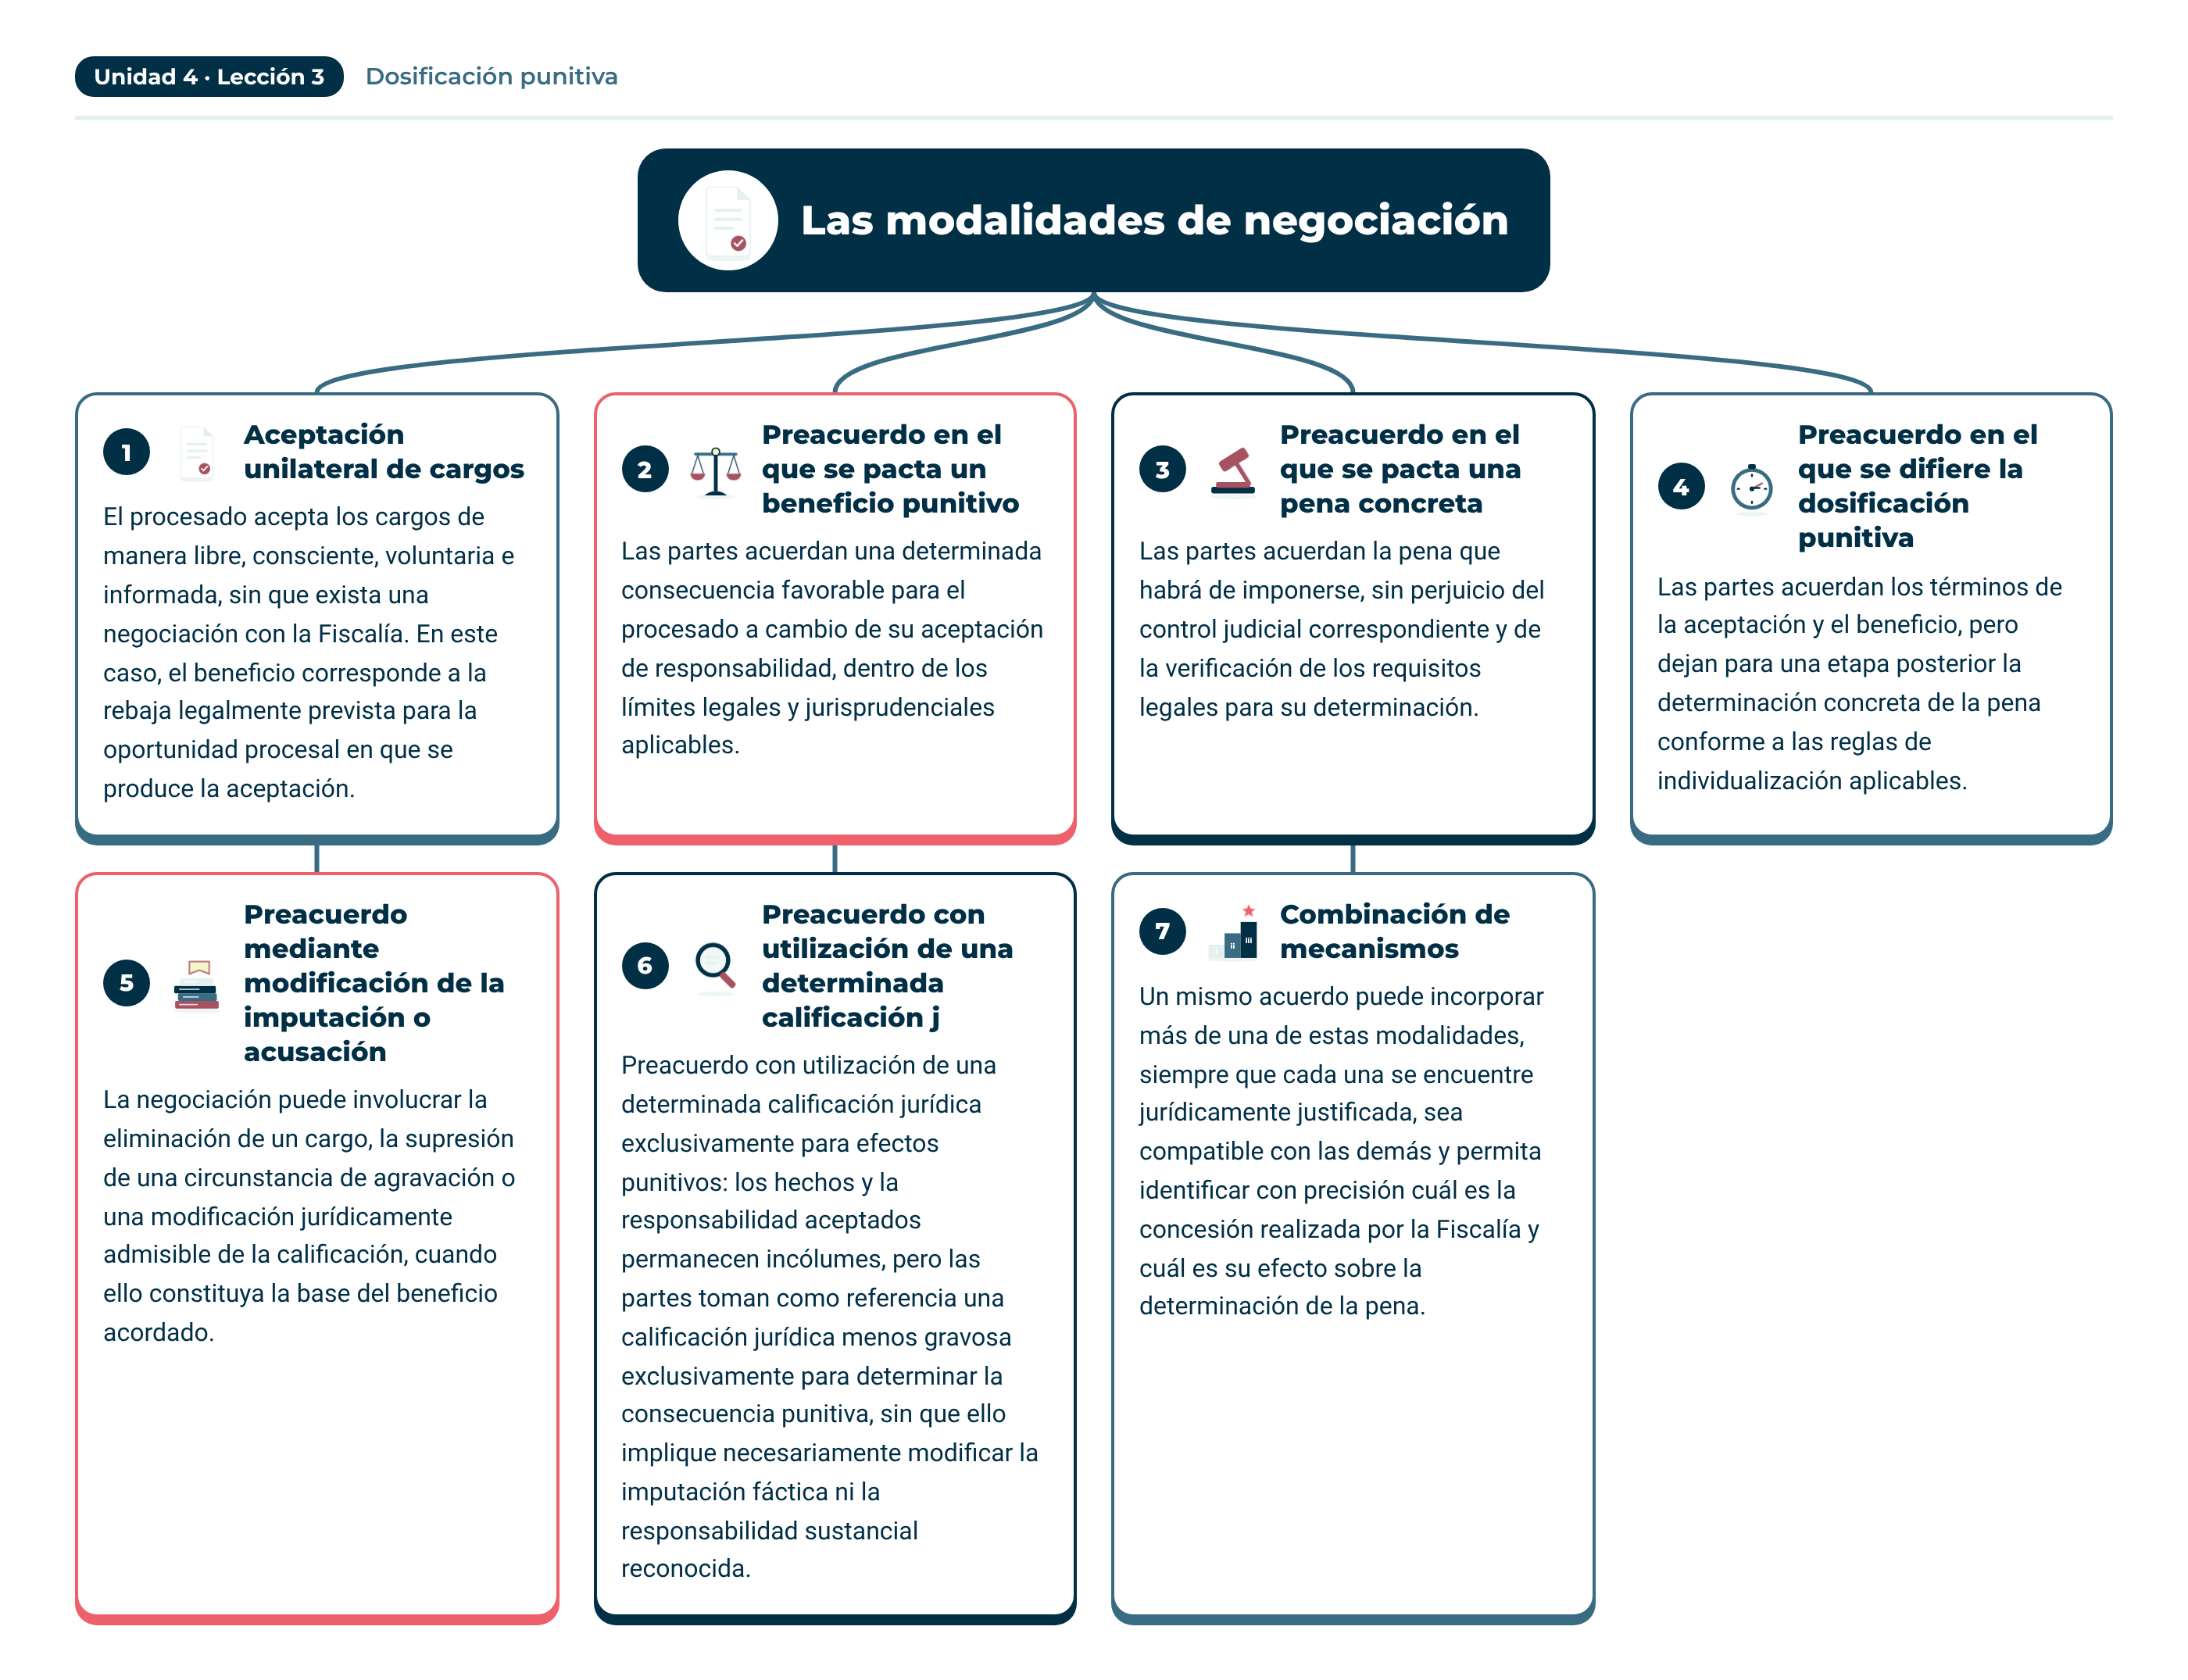 Unidad 4 · Lección 3
Dosificación punitiva
Las modalidades de negociación
1
Aceptación
unilateral de cargos
El procesado acepta los cargos de
manera libre, consciente, voluntaria e
informada, sin que exista una
negociación con la Fiscalía. En este
caso, el beneficio corresponde a la
rebaja legalmente prevista para la
oportunidad procesal en que se
produce la aceptación.
2
Preacuerdo en el
que se pacta un
beneficio punitivo
Las partes acuerdan una determinada
consecuencia favorable para el
procesado a cambio de su aceptación
de responsabilidad, dentro de los
límites legales y jurisprudenciales
aplicables.
3
Preacuerdo en el
que se pacta una
pena concreta
Las partes acuerdan la pena que
habrá de imponerse, sin perjuicio del
control judicial correspondiente y de
la verificación de los requisitos
legales para su determinación.
4
Preacuerdo en el
que se difiere la
dosificación
punitiva
Las partes acuerdan los términos de
la aceptación y el beneficio, pero
dejan para una etapa posterior la
determinación concreta de la pena
conforme a las reglas de
individualización aplicables.
5
Preacuerdo
mediante
modificación de la
imputación o
acusación
La negociación puede involucrar la
eliminación de un cargo, la supresión
de una circunstancia de agravación o
una modificación jurídicamente
admisible de la calificación, cuando
ello constituya la base del beneficio
acordado.
6
Preacuerdo con
utilización de una
determinada
calificación j
Preacuerdo con utilización de una
determinada calificación jurídica
exclusivamente para efectos
punitivos: los hechos y la
responsabilidad aceptados
permanecen incólumes, pero las
partes toman como referencia una
calificación jurídica menos gravosa
exclusivamente para determinar la
consecuencia punitiva, sin que ello
implique necesariamente modificar la
imputación fáctica ni la
responsabilidad sustancial
reconocida.
7
ii
iii
Combinación de
mecanismos
Un mismo acuerdo puede incorporar
más de una de estas modalidades,
siempre que cada una se encuentre
jurídicamente justificada, sea
compatible con las demás y permita
identificar con precisión cuál es la
concesión realizada por la Fiscalía y
cuál es su efecto sobre la
determinación de la pena.